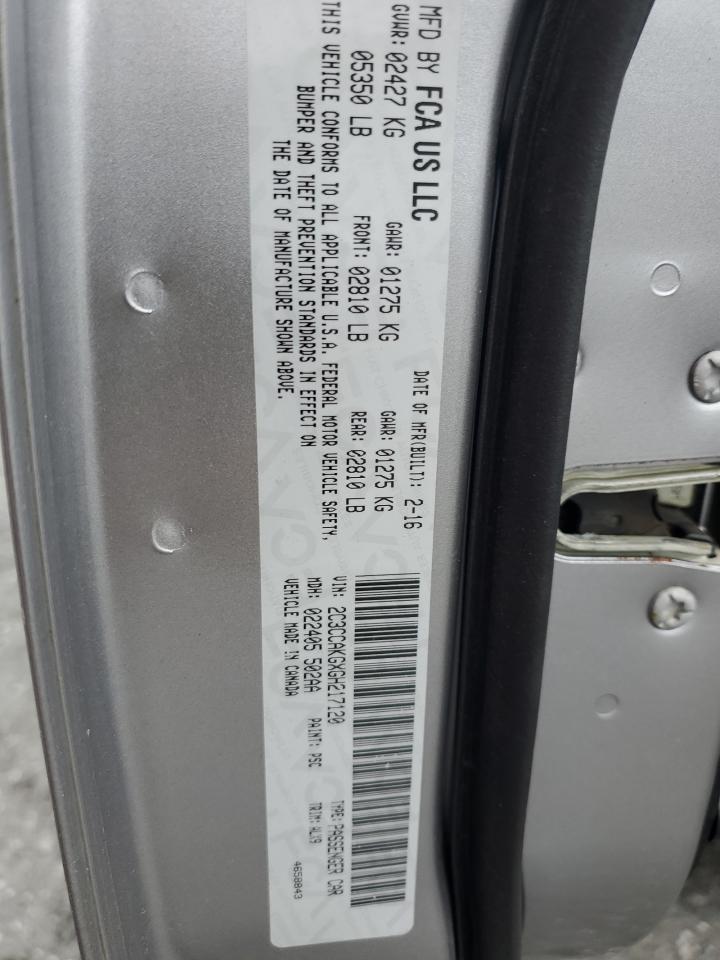 MFD BY FCA US LLC
DATE OF MFR(BUILT): 2-16
GVWR: 02427 KG
GAWR: 01275 KG
GAWR: 01275 KG
05350 LB
FRONT: 02810 LB
REAR: 02810 LB
THIS VEHICLE CONFORMS TO ALL APPLICABLE U.S.A. FEDERAL MOTOR VEHICLE SAFETY,
BUMPER AND THEFT PREVENTION STANDARDS IN EFFECT ON
THE DATE OF MANUFACTURE SHOWN ABOVE.
VIN: 2C3CCAKGXGH217120
TYPE: PASSENGER CAR
MDH: 022405 502AA
PAINT: PSC
TRIM: HLX9
VEHICLE MADE IN CANADA
4658843